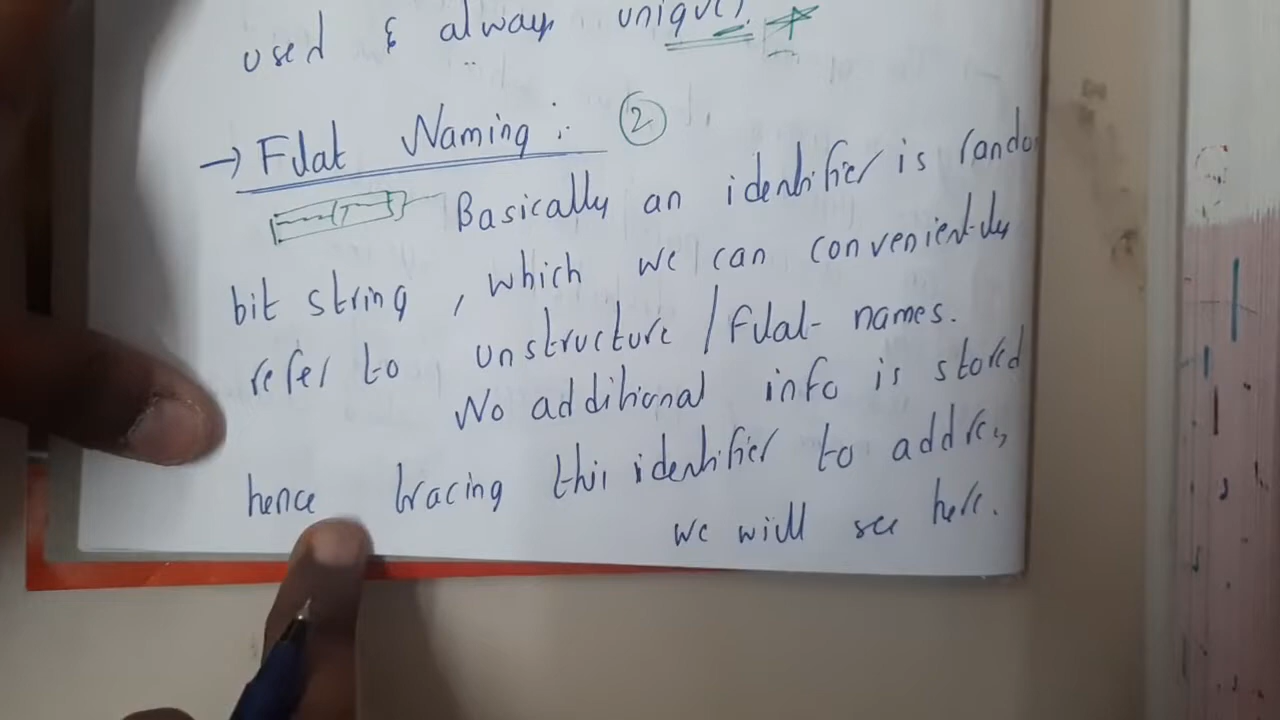 used & always unique!
→ Flat Naming :- ②
Basically an identifier is rando
bit string , which we can conveniently
refer to unstructure / Flat names.
No additional info is stored
hence tracing this identifier to address
we will see here.